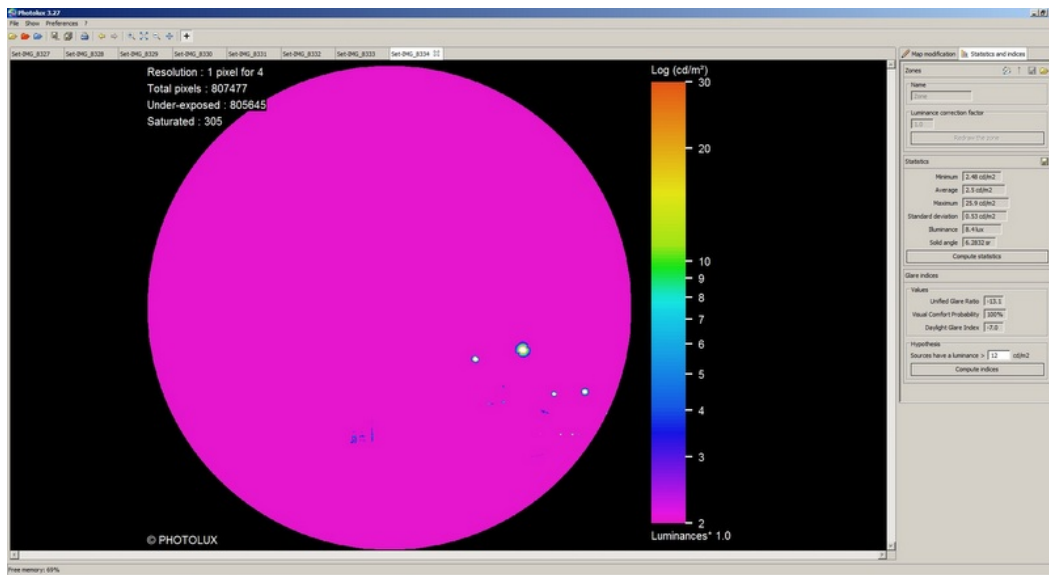 Photolux 3.27
File Show Preferences ?
Set-IMG_8327 Set-IMG_8328 Set-IMG_8329 Set-IMG_8330 Set-IMG_8331 Set-IMG_8332 Set-IMG_8333 Set-IMG_8334
Map modification Statistics and indices
Resolution : 1 pixel for 4
Total pixels : 807477
Under-exposed : 805645
Saturated : 305
Log (cd/m²)
30
20
10
9
8
7
6
5
4
3
2
Luminances* 1.0
© PHOTOLUX
Zones
Name
Zone
Luminance correction factor
1.0
Redraw the zone
Statistics
Minimum 2.48 cd/m2
Average 2.5 cd/m2
Maximum 25.9 cd/m2
Standard deviation 0.53 cd/m2
Illuminance 8.4 lux
Solid angle 6.2832 sr
Compute statistics
Glare indices
Values
Unified Glare Ratio -13.1
Visual Comfort Probability 100%
Daylight Glare Index -7.0
Hypothesis
Sources have a luminance > 12 cd/m2
Compute indices
Free memory: 69%